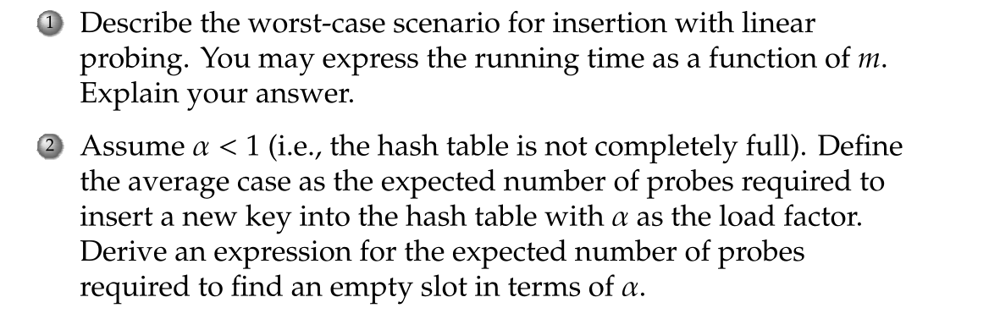 1 Describe the worst-case scenario for insertion with linear
probing. You may express the running time as a function of m.
Explain your answer.
2 Assume α < 1 (i.e., the hash table is not completely full). Define
the average case as the expected number of probes required to
insert a new key into the hash table with α as the load factor.
Derive an expression for the expected number of probes
required to find an empty slot in terms of α.